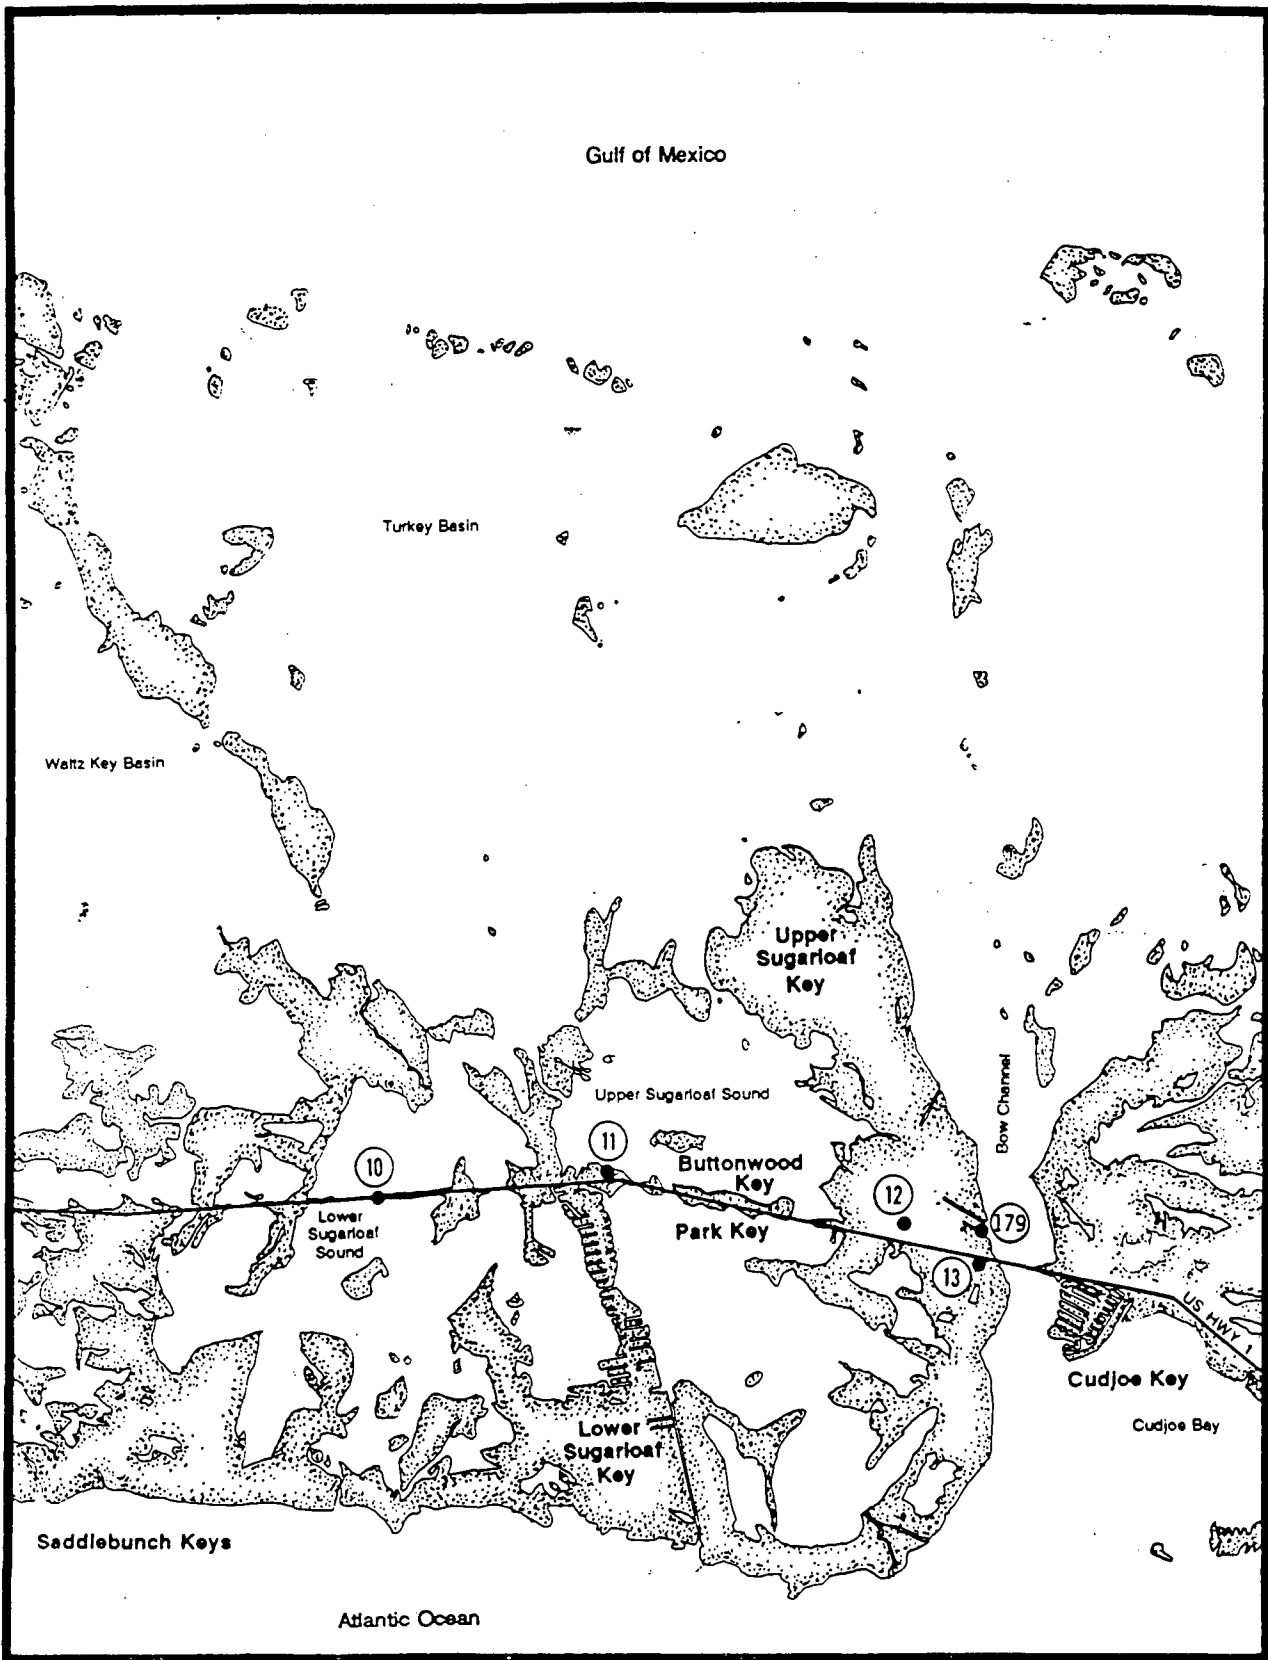 Gulf of Mexico
Turkey Basin
Waltz Key Basin
Upper
Sugarloaf
Key
Bow Channel
Upper Sugarloaf Sound
11
10
Buttonwood
Key
12
179
Lower
Sugarloaf
Sound
Park Key
13
US HWY 1
Cudjoe Key
Cudjoe Bay
Lower
Sugarloaf
Key
Saddlebunch Keys
Atlantic Ocean